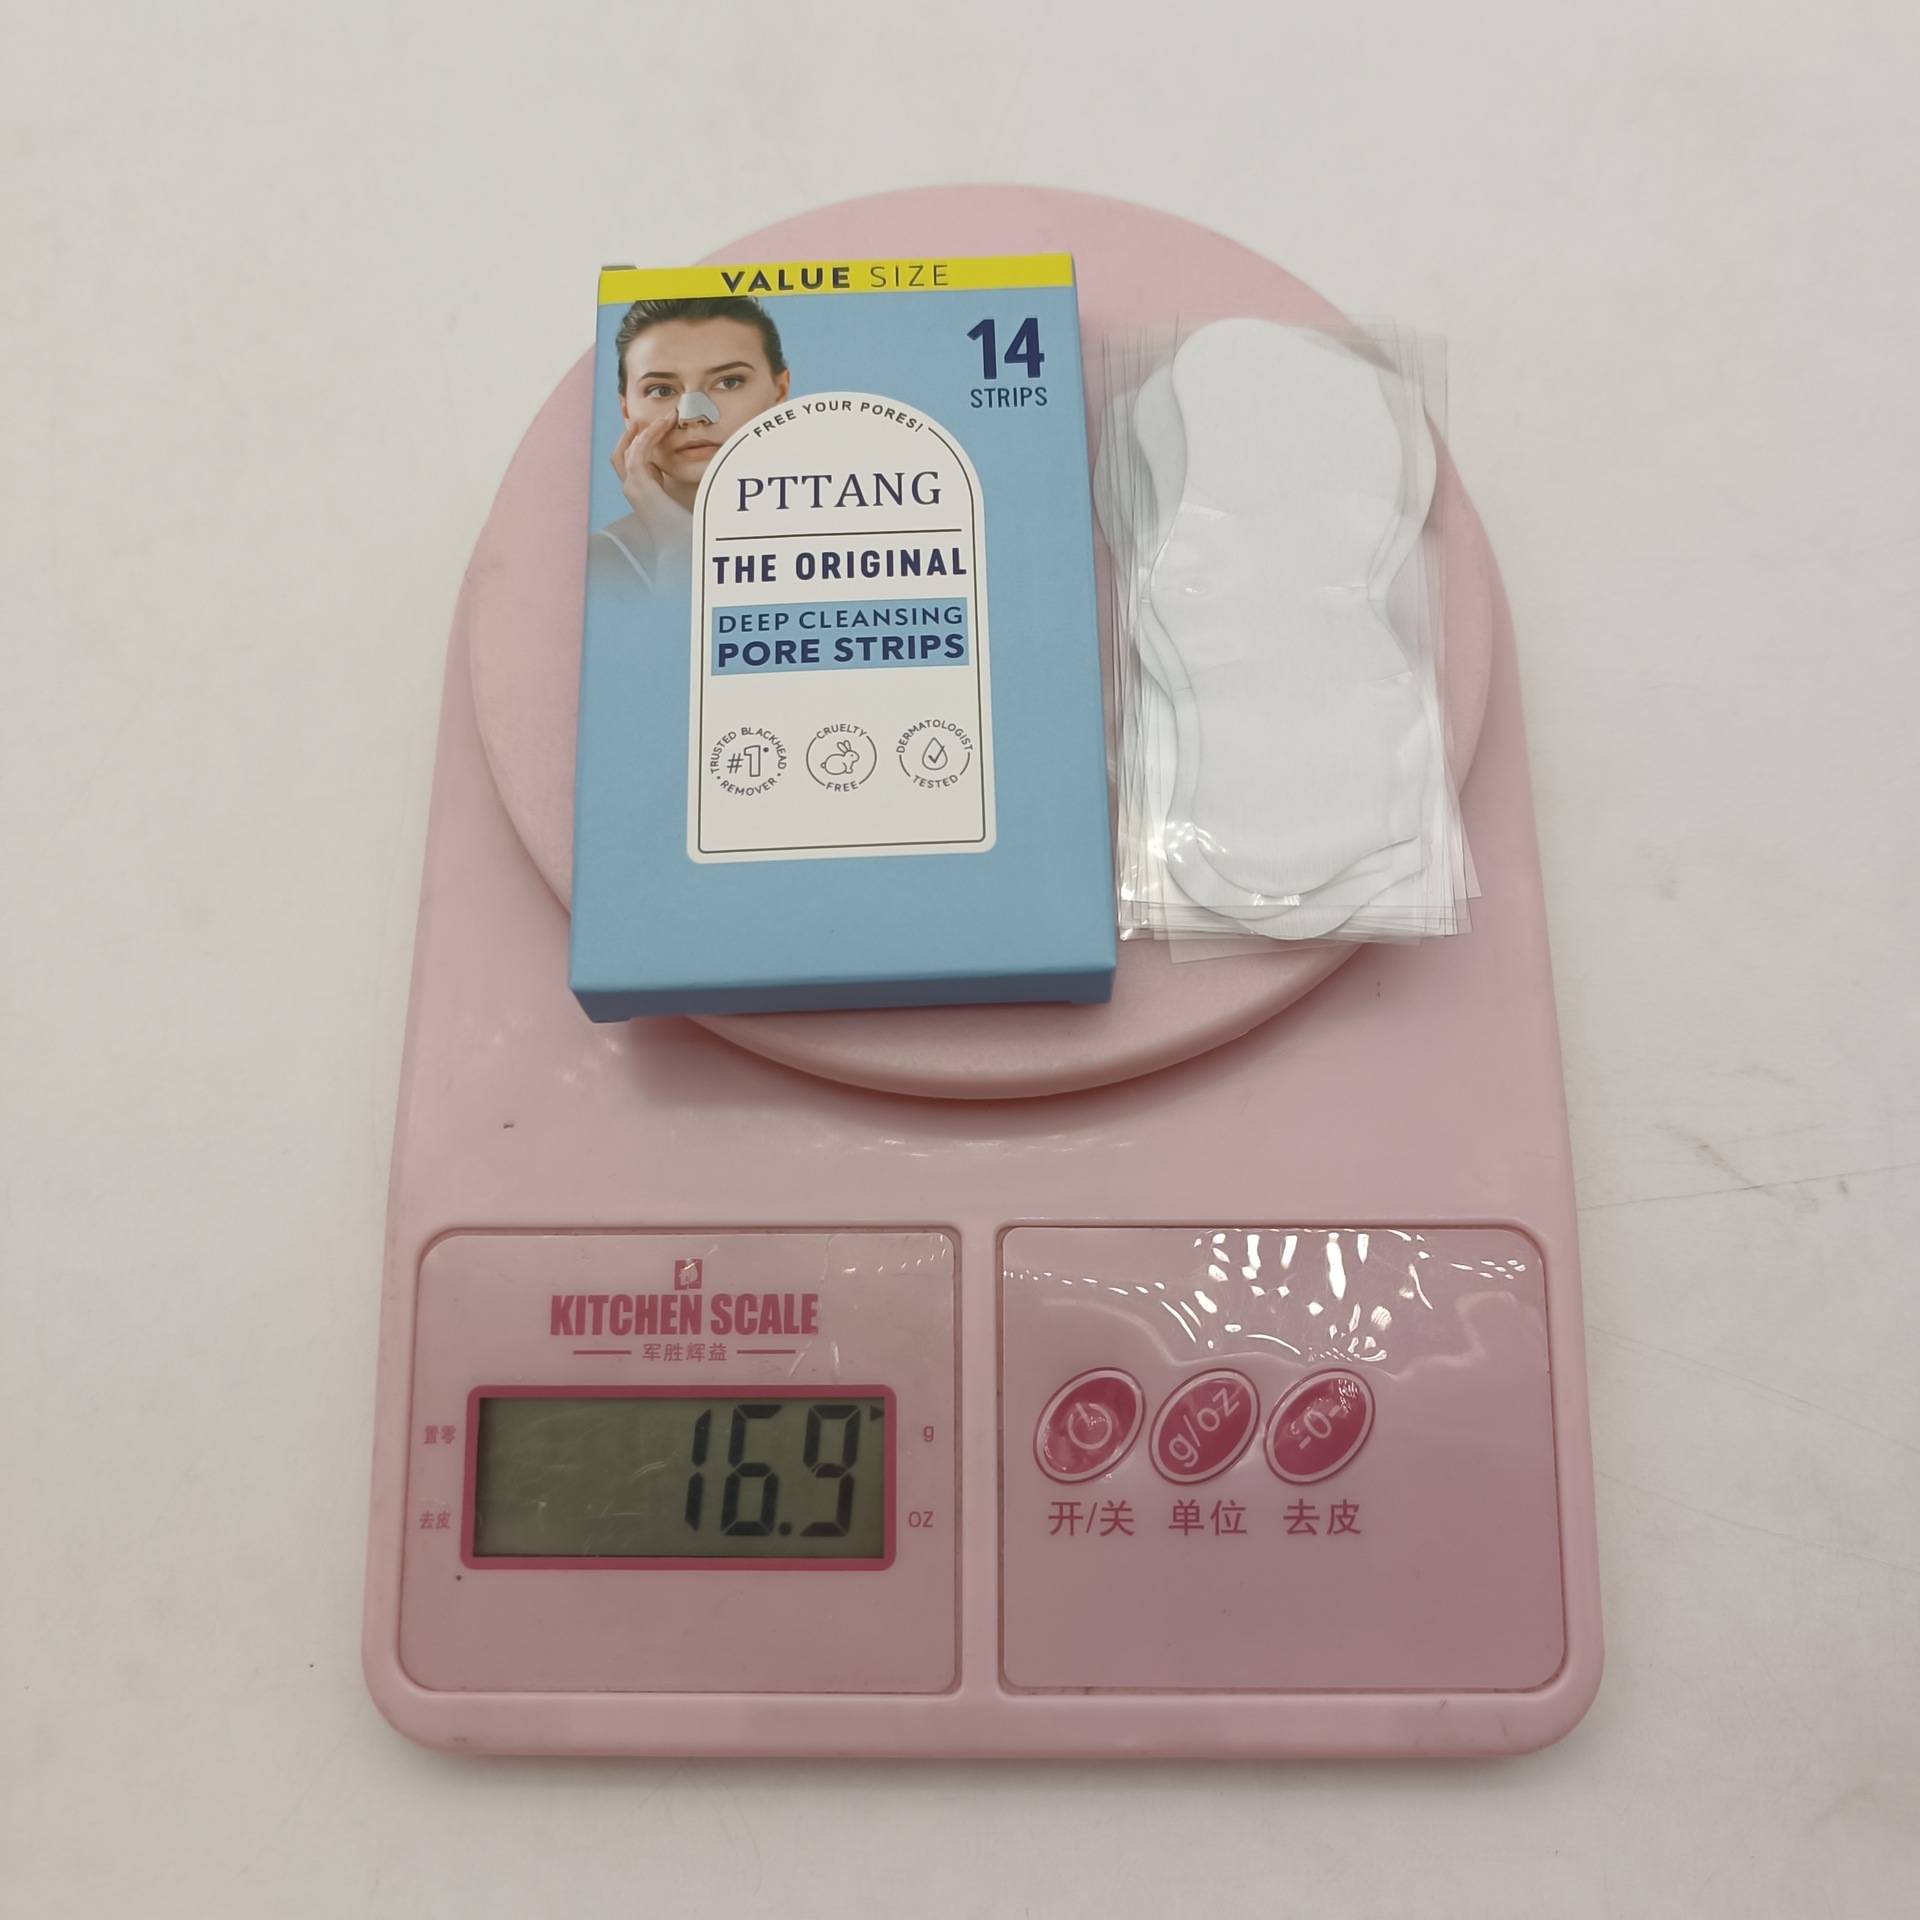 VALUE SIZE
14
STRIPS
FREE YOUR PORES!
PTTANG
THE ORIGINAL
DEEP CLEANSING
PORE STRIPS
TRUSTED BLACKHEAD
#1
REMOVER
CRUELTY
FREE
DERMATOLOGIST
TESTED
KITCHEN SCALE
军胜辉益
置零
去皮
16.9
g
OZ
g/oz
-0-
开/关
单位
去皮